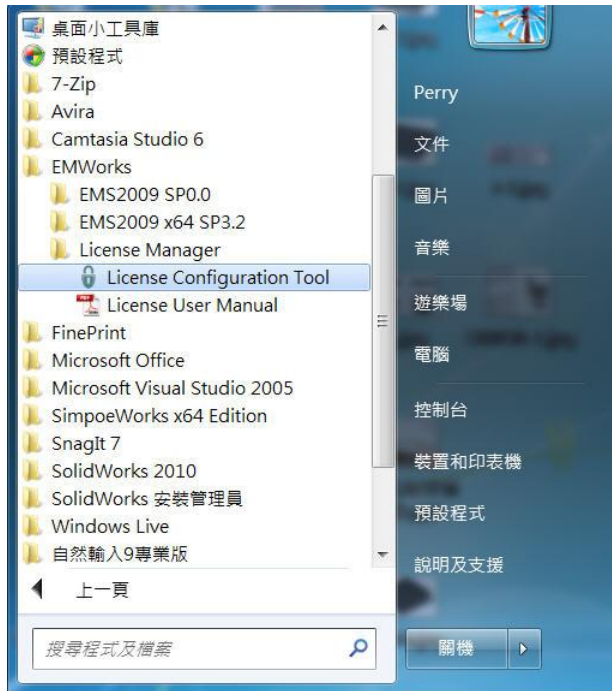 桌面小工具庫
預設程式
7-Zip
Avira
Camtasia Studio 6
EMWorks
EMS2009 SP0.0
EMS2009 x64 SP3.2
License Manager
License Configuration Tool
License User Manual
FinePrint
Microsoft Office
Microsoft Visual Studio 2005
SimpoeWorks x64 Edition
SnagIt 7
SolidWorks 2010
SolidWorks 安裝管理員
Windows Live
自然輸入9專業版
上一頁
搜尋程式及檔案
Perry
文件
圖片
音樂
遊樂場
電腦
控制台
裝置和印表機
預設程式
說明及支援
關機